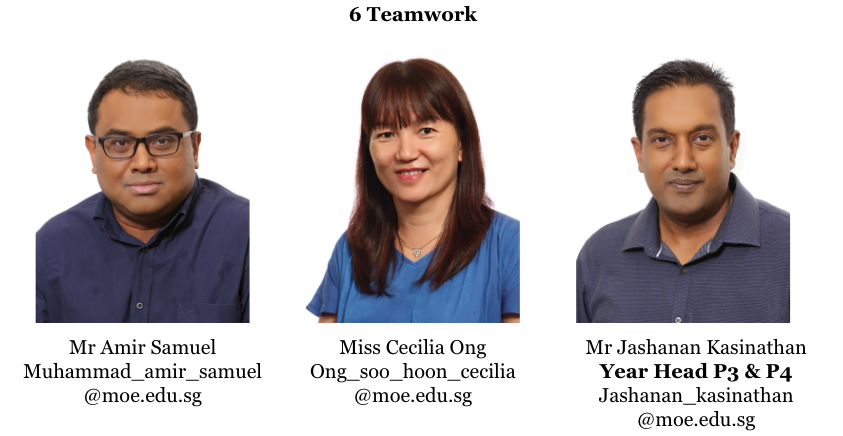 6 Teamwork
Mr Amir Samuel
Muhammad_amir_samuel
@moe.edu.sg
Miss Cecilia Ong
Ong_soo_hoon_cecilia
@moe.edu.sg
Mr Jashanan Kasinathan
Year Head P3 & P4
Jashanan_kasinathan
@moe.edu.sg